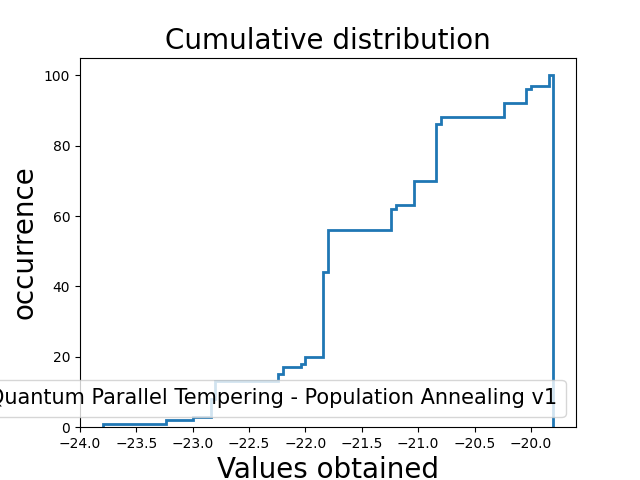 Cumulative distribution
occurrence
100
80
60
40
20
0
Quantum Parallel Tempering - Population Annealing v1
−24.0 −23.5 −23.0 −22.5 −22.0 −21.5 −21.0 −20.5 −20.0
Values obtained